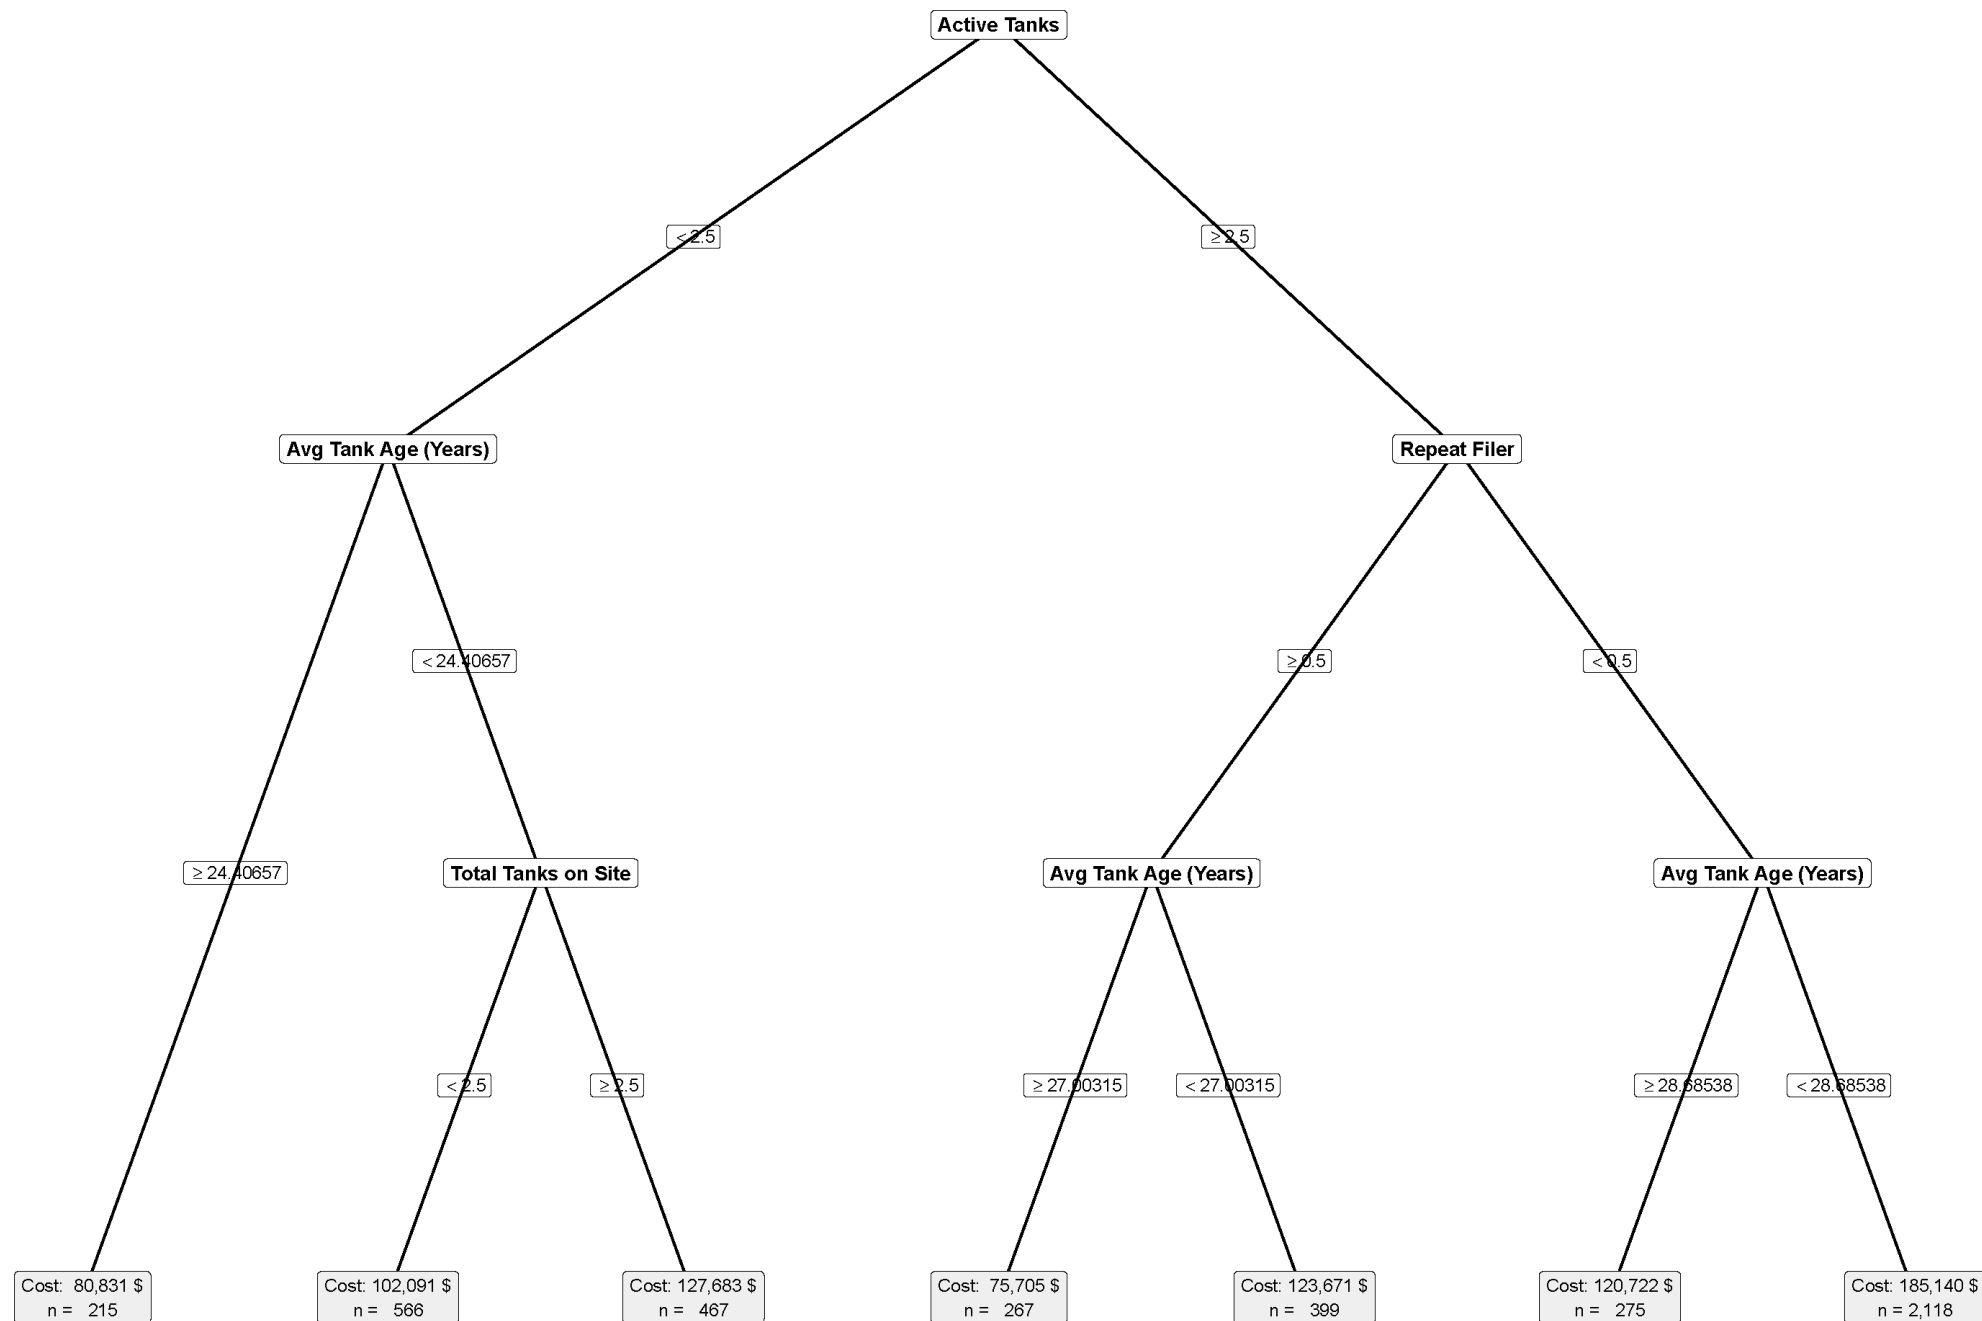 Active Tanks
< 2.5
≥ 2.5
Avg Tank Age (Years)
Repeat Filer
< 24.40657
≥ 0.5
< 0.5
≥ 24.40657
Total Tanks on Site
Avg Tank Age (Years)
Avg Tank Age (Years)
< 2.5
≥ 2.5
≥ 27.00315
< 27.00315
≥ 28.68538
< 28.68538
Cost: 80,831 $
n = 215
Cost: 102,091 $
n = 566
Cost: 127,683 $
n = 467
Cost: 75,705 $
n = 267
Cost: 123,671 $
n = 399
Cost: 120,722 $
n = 275
Cost: 185,140 $
n = 2,118